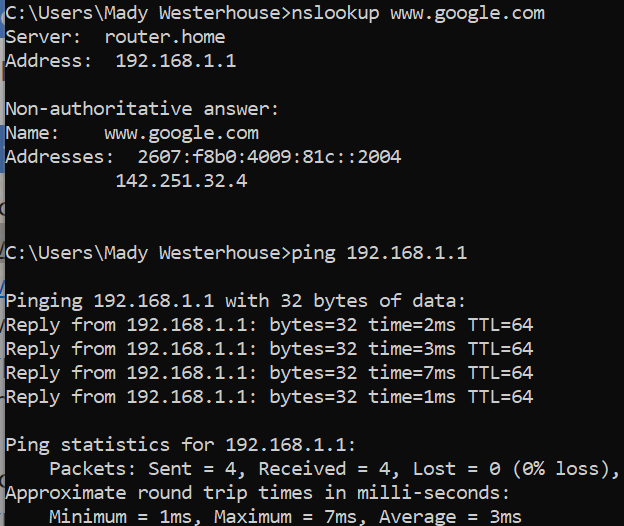 C:\Users\Mady Westerhouse>nslookup www.google.com
Server:  router.home
Address:  192.168.1.1

Non-authoritative answer:
Name:    www.google.com
Addresses:  2607:f8b0:4009:81c::2004
          142.251.32.4

C:\Users\Mady Westerhouse>ping 192.168.1.1

Pinging 192.168.1.1 with 32 bytes of data:
Reply from 192.168.1.1: bytes=32 time=2ms TTL=64
Reply from 192.168.1.1: bytes=32 time=3ms TTL=64
Reply from 192.168.1.1: bytes=32 time=7ms TTL=64
Reply from 192.168.1.1: bytes=32 time=1ms TTL=64

Ping statistics for 192.168.1.1:
    Packets: Sent = 4, Received = 4, Lost = 0 (0% loss),
Approximate round trip times in milli-seconds:
    Minimum = 1ms, Maximum = 7ms, Average = 3ms